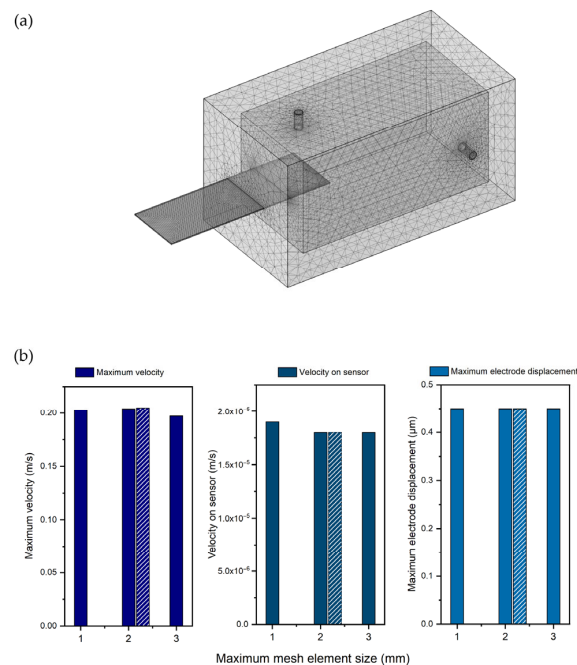 (a)
(b)
Maximum velocity
Velocity on sensor
Maximum electrode displacement
Maximum velocity (m/s)
0.20
0.15
0.10
0.05
0.00
1
2
3
Velocity on sensor (m/s)
2.0x10⁻⁵
1.5x10⁻⁵
1.0x10⁻⁵
5.0x10⁻⁶
0.0
1
2
3
Maximum electrode displacement (µm)
0.5
0.4
0.3
0.2
0.1
0.0
1
2
3
Maximum mesh element size (mm)